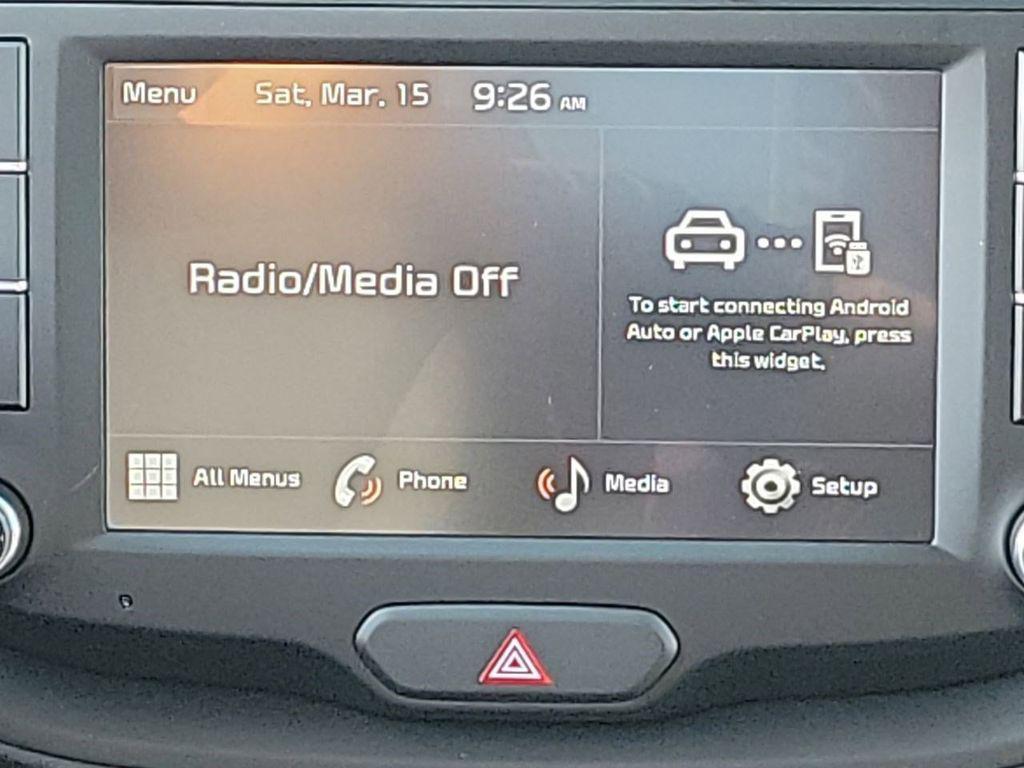 Menu Sat, Mar. 15 9:26 AM
Radio/Media Off
To start connecting Android
Auto or Apple CarPlay, press
this widget.
All Menus Phone Media Setup